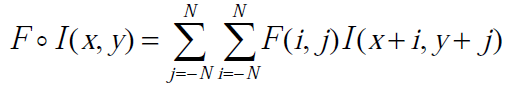 F ∘ I(x, y) = ∑_{j=−N}^{N} ∑_{i=−N}^{N} F(i, j)I(x+ i, y+ j)